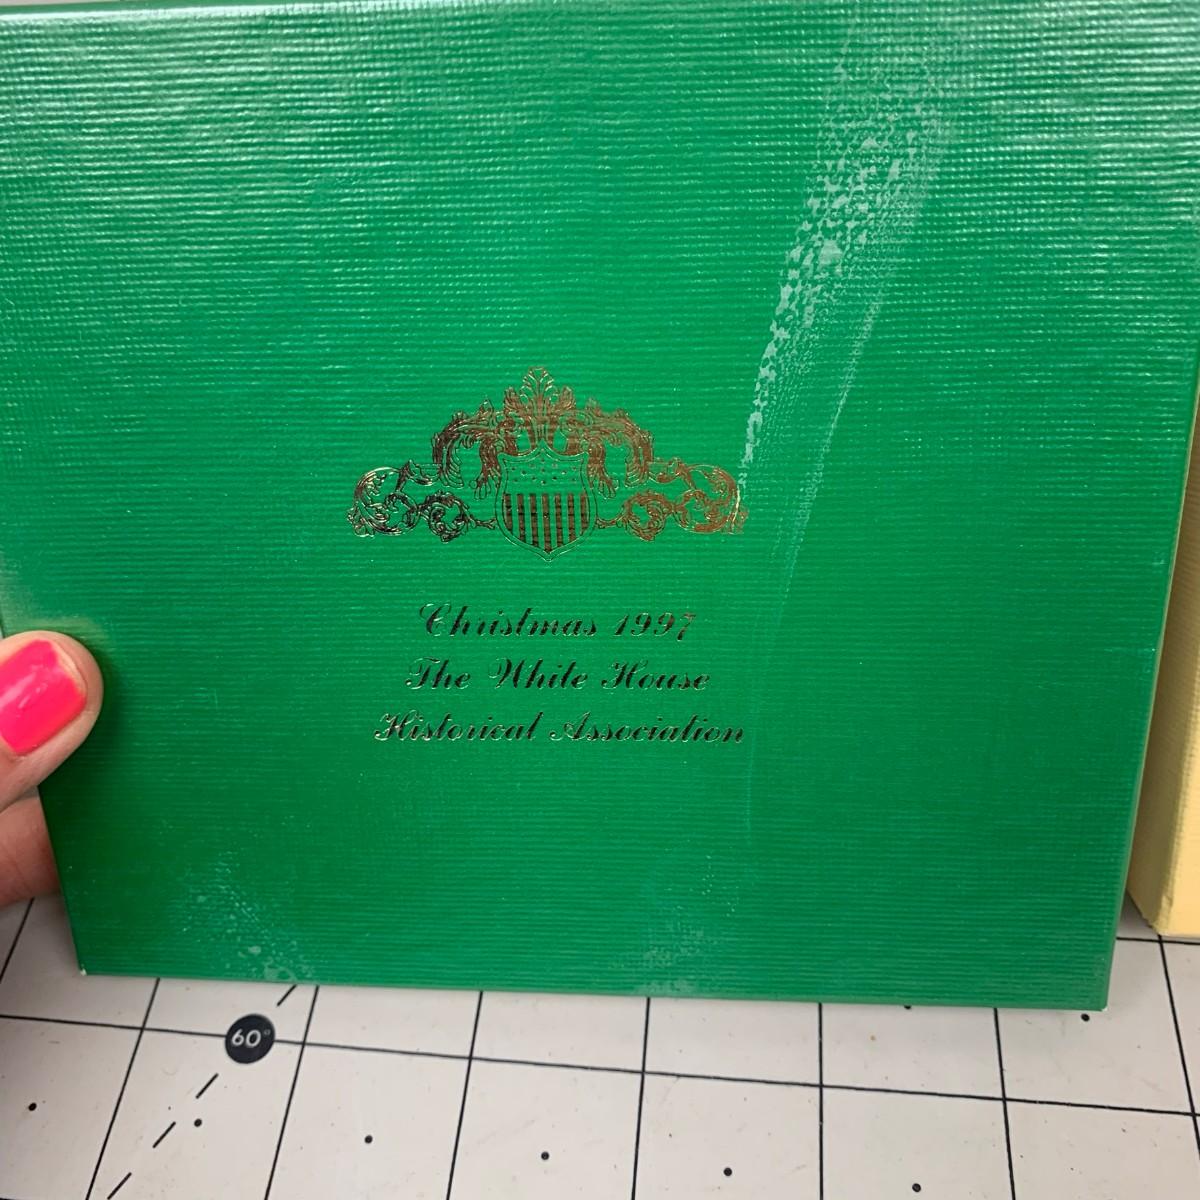 Christmas 1997
The White House
Historical Association
60°